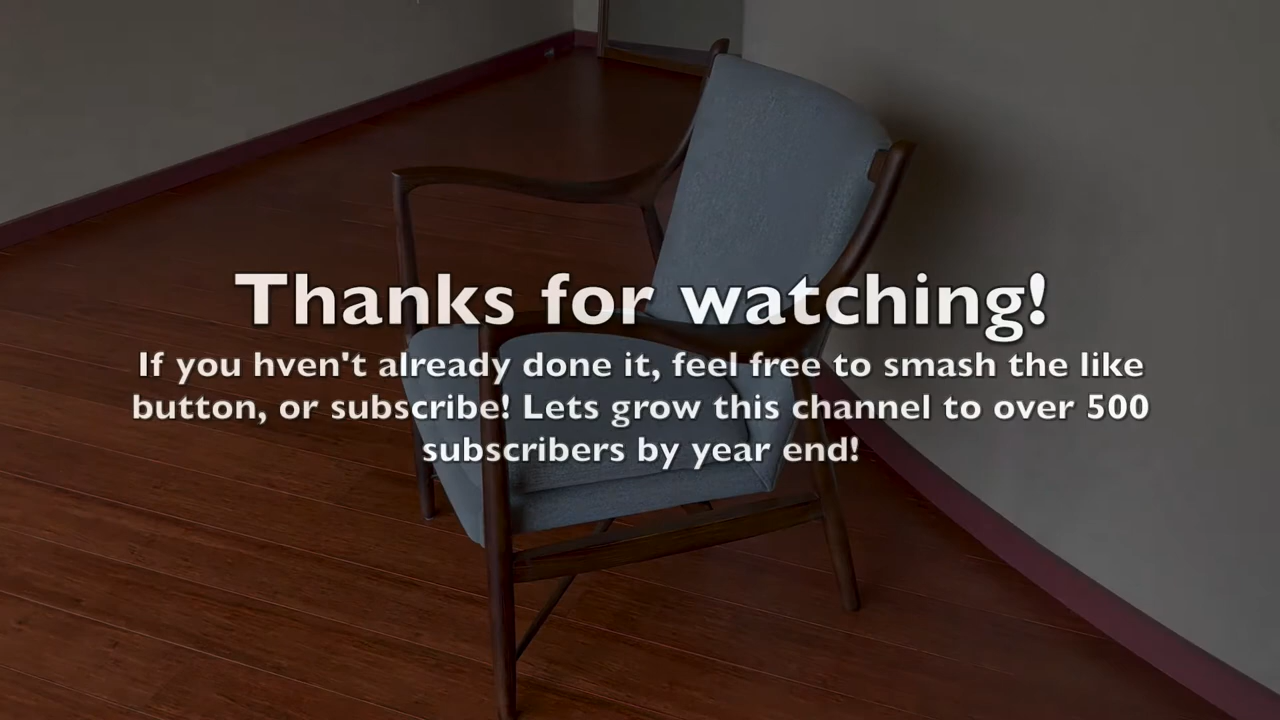 Thanks for watching!
If you hven't already done it, feel free to smash the like
button, or subscribe! Lets grow this channel to over 500
subscribers by year end!